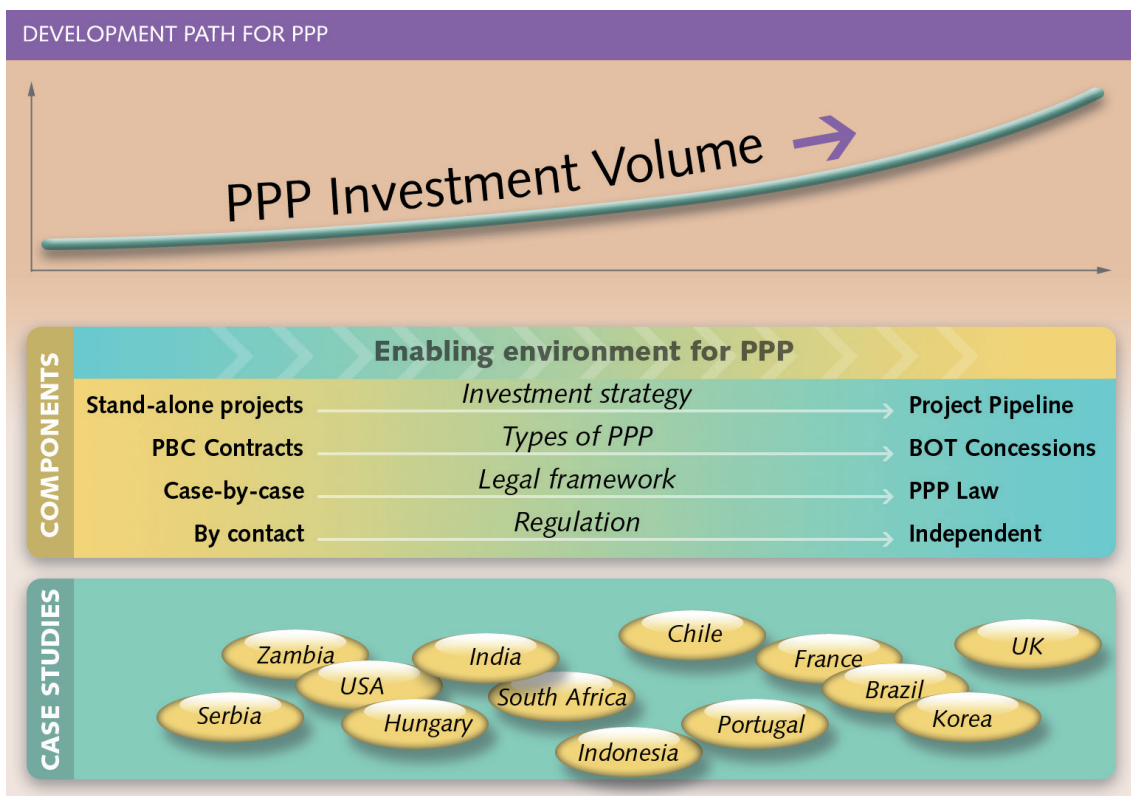 DEVELOPMENT PATH FOR PPP
PPP Investment Volume
COMPONENTS
Enabling environment for PPP
Stand-alone projects Investment strategy Project Pipeline
PBC Contracts Types of PPP BOT Concessions
Case-by-case Legal framework PPP Law
By contact Regulation Independent
CASE STUDIES
Chile
UK
Zambia
India
France
USA
Brazil
South Africa
Serbia
Hungary
Portugal
Korea
Indonesia